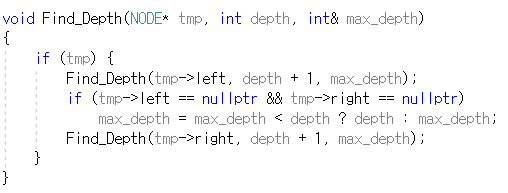 void Find_Depth(NODE* tmp, int depth, int& max_depth)
{
    if (tmp) {
        Find_Depth(tmp->left, depth + 1, max_depth);
        if (tmp->left == nullptr && tmp->right == nullptr)
            max_depth = max_depth < depth ? depth : max_depth;
        Find_Depth(tmp->right, depth + 1, max_depth);
    }
}